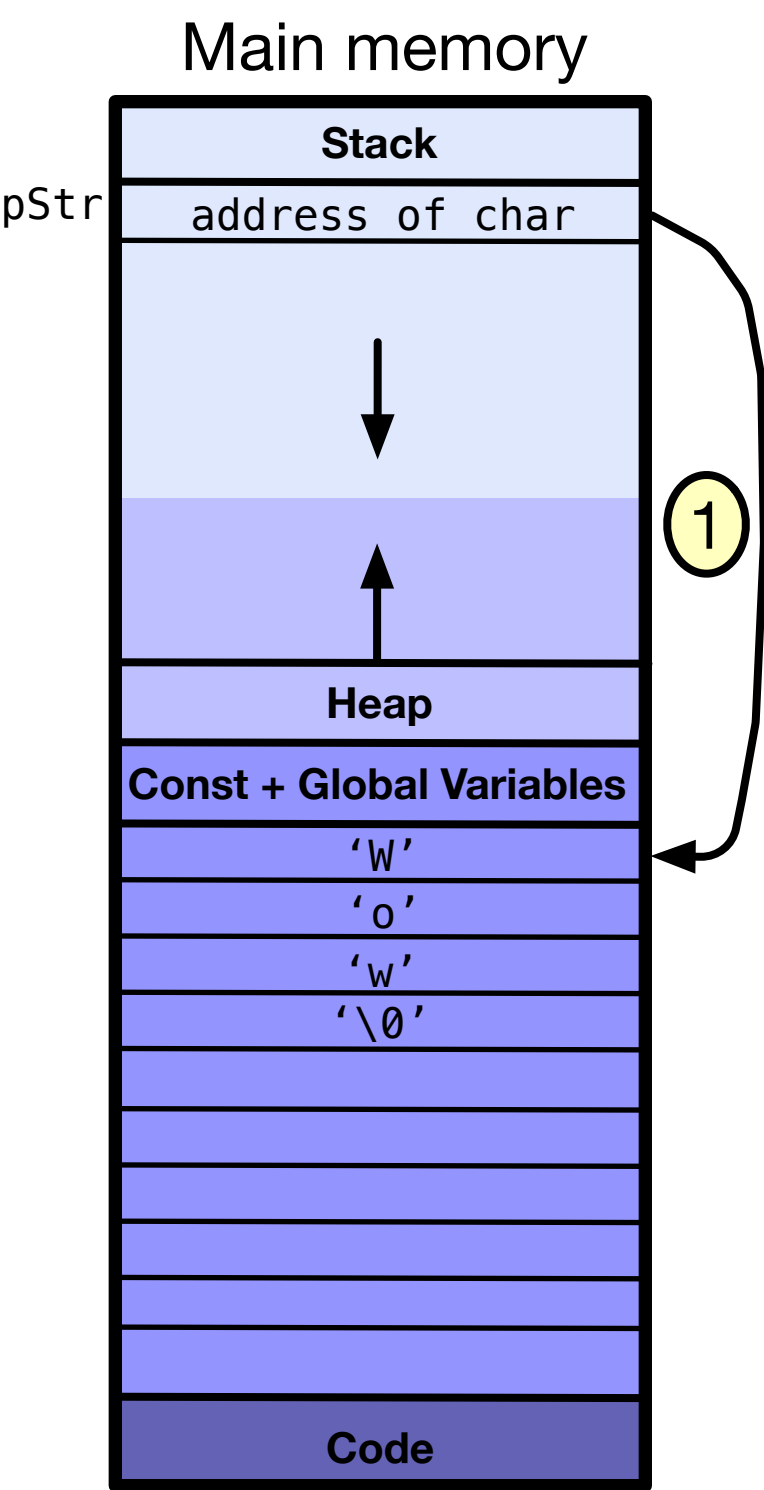 Main memory
Stack
pStr
address of char
1
Heap
Const + Global Variables
‘W’
‘o’
‘w’
‘\0’
Code